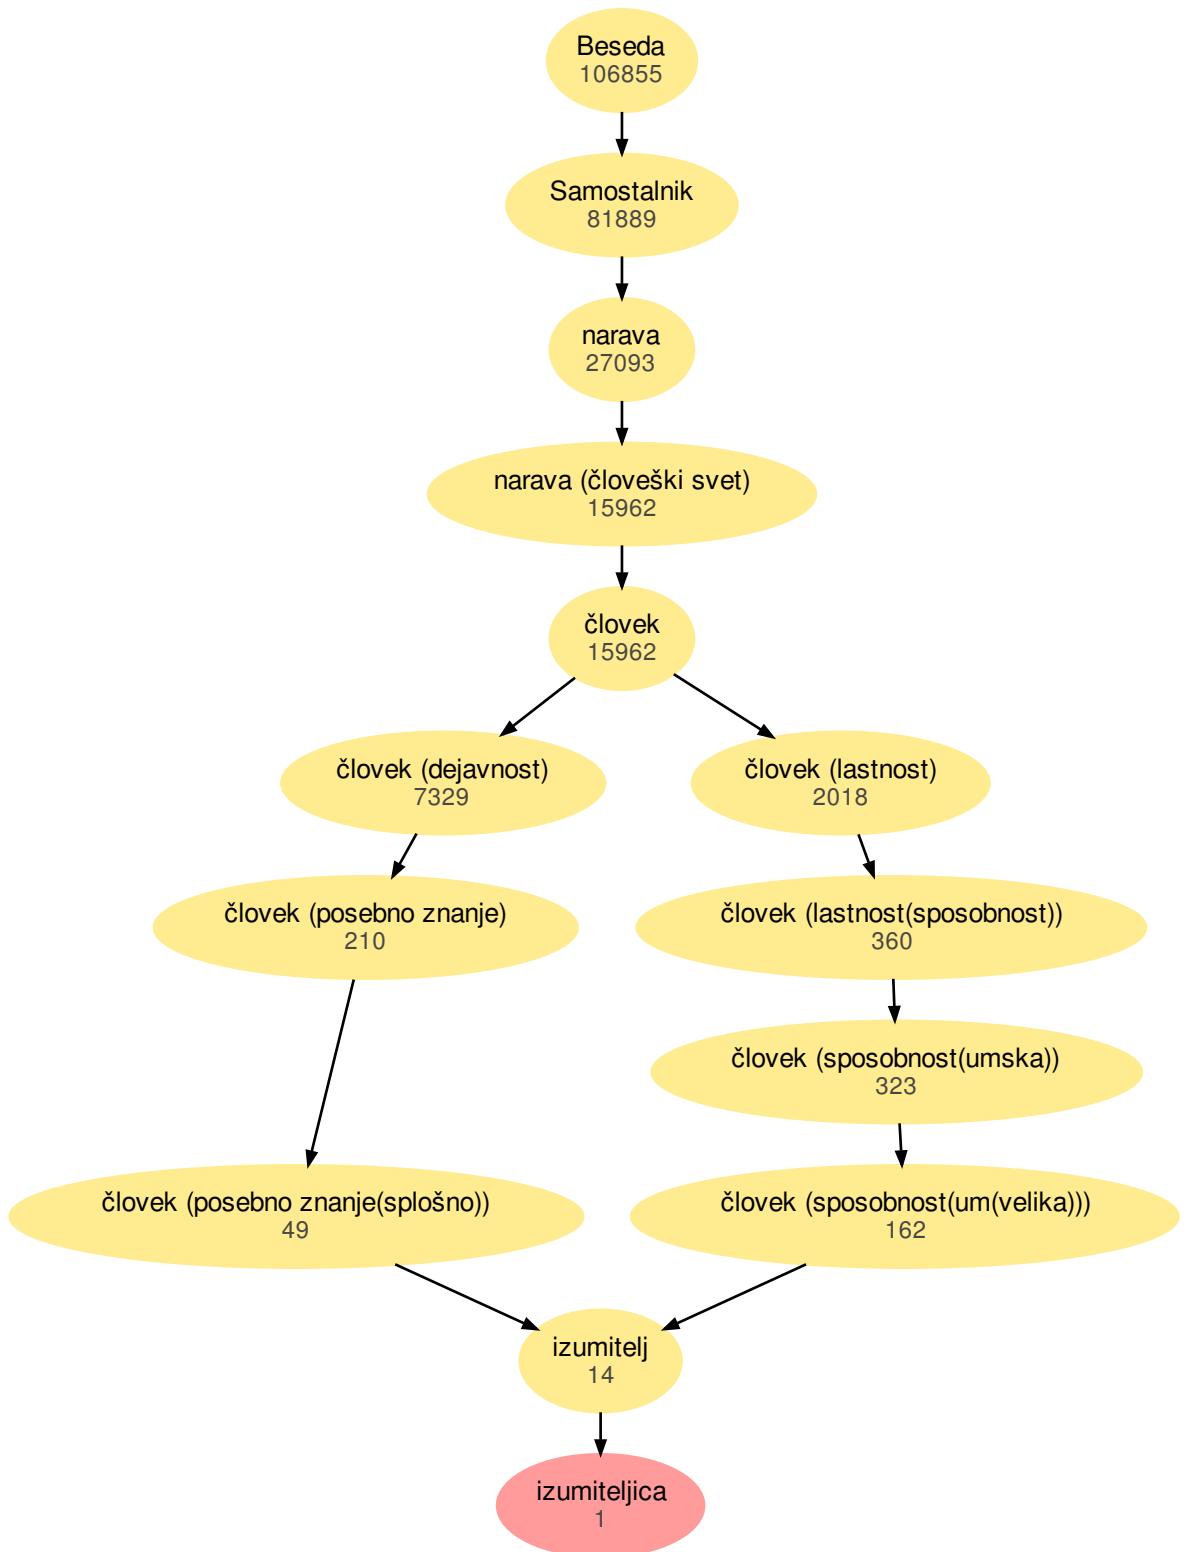 Beseda
106855
Samostalnik
81889
narava
27093
narava (človeški svet)
15962
človek
15962
človek (dejavnost)
7329
človek (lastnost)
2018
človek (posebno znanje)
210
človek (lastnost(sposobnost))
360
človek (sposobnost(umska))
323
človek (posebno znanje(splošno))
49
človek (sposobnost(um(velika)))
162
izumitelj
14
izumiteljica
1